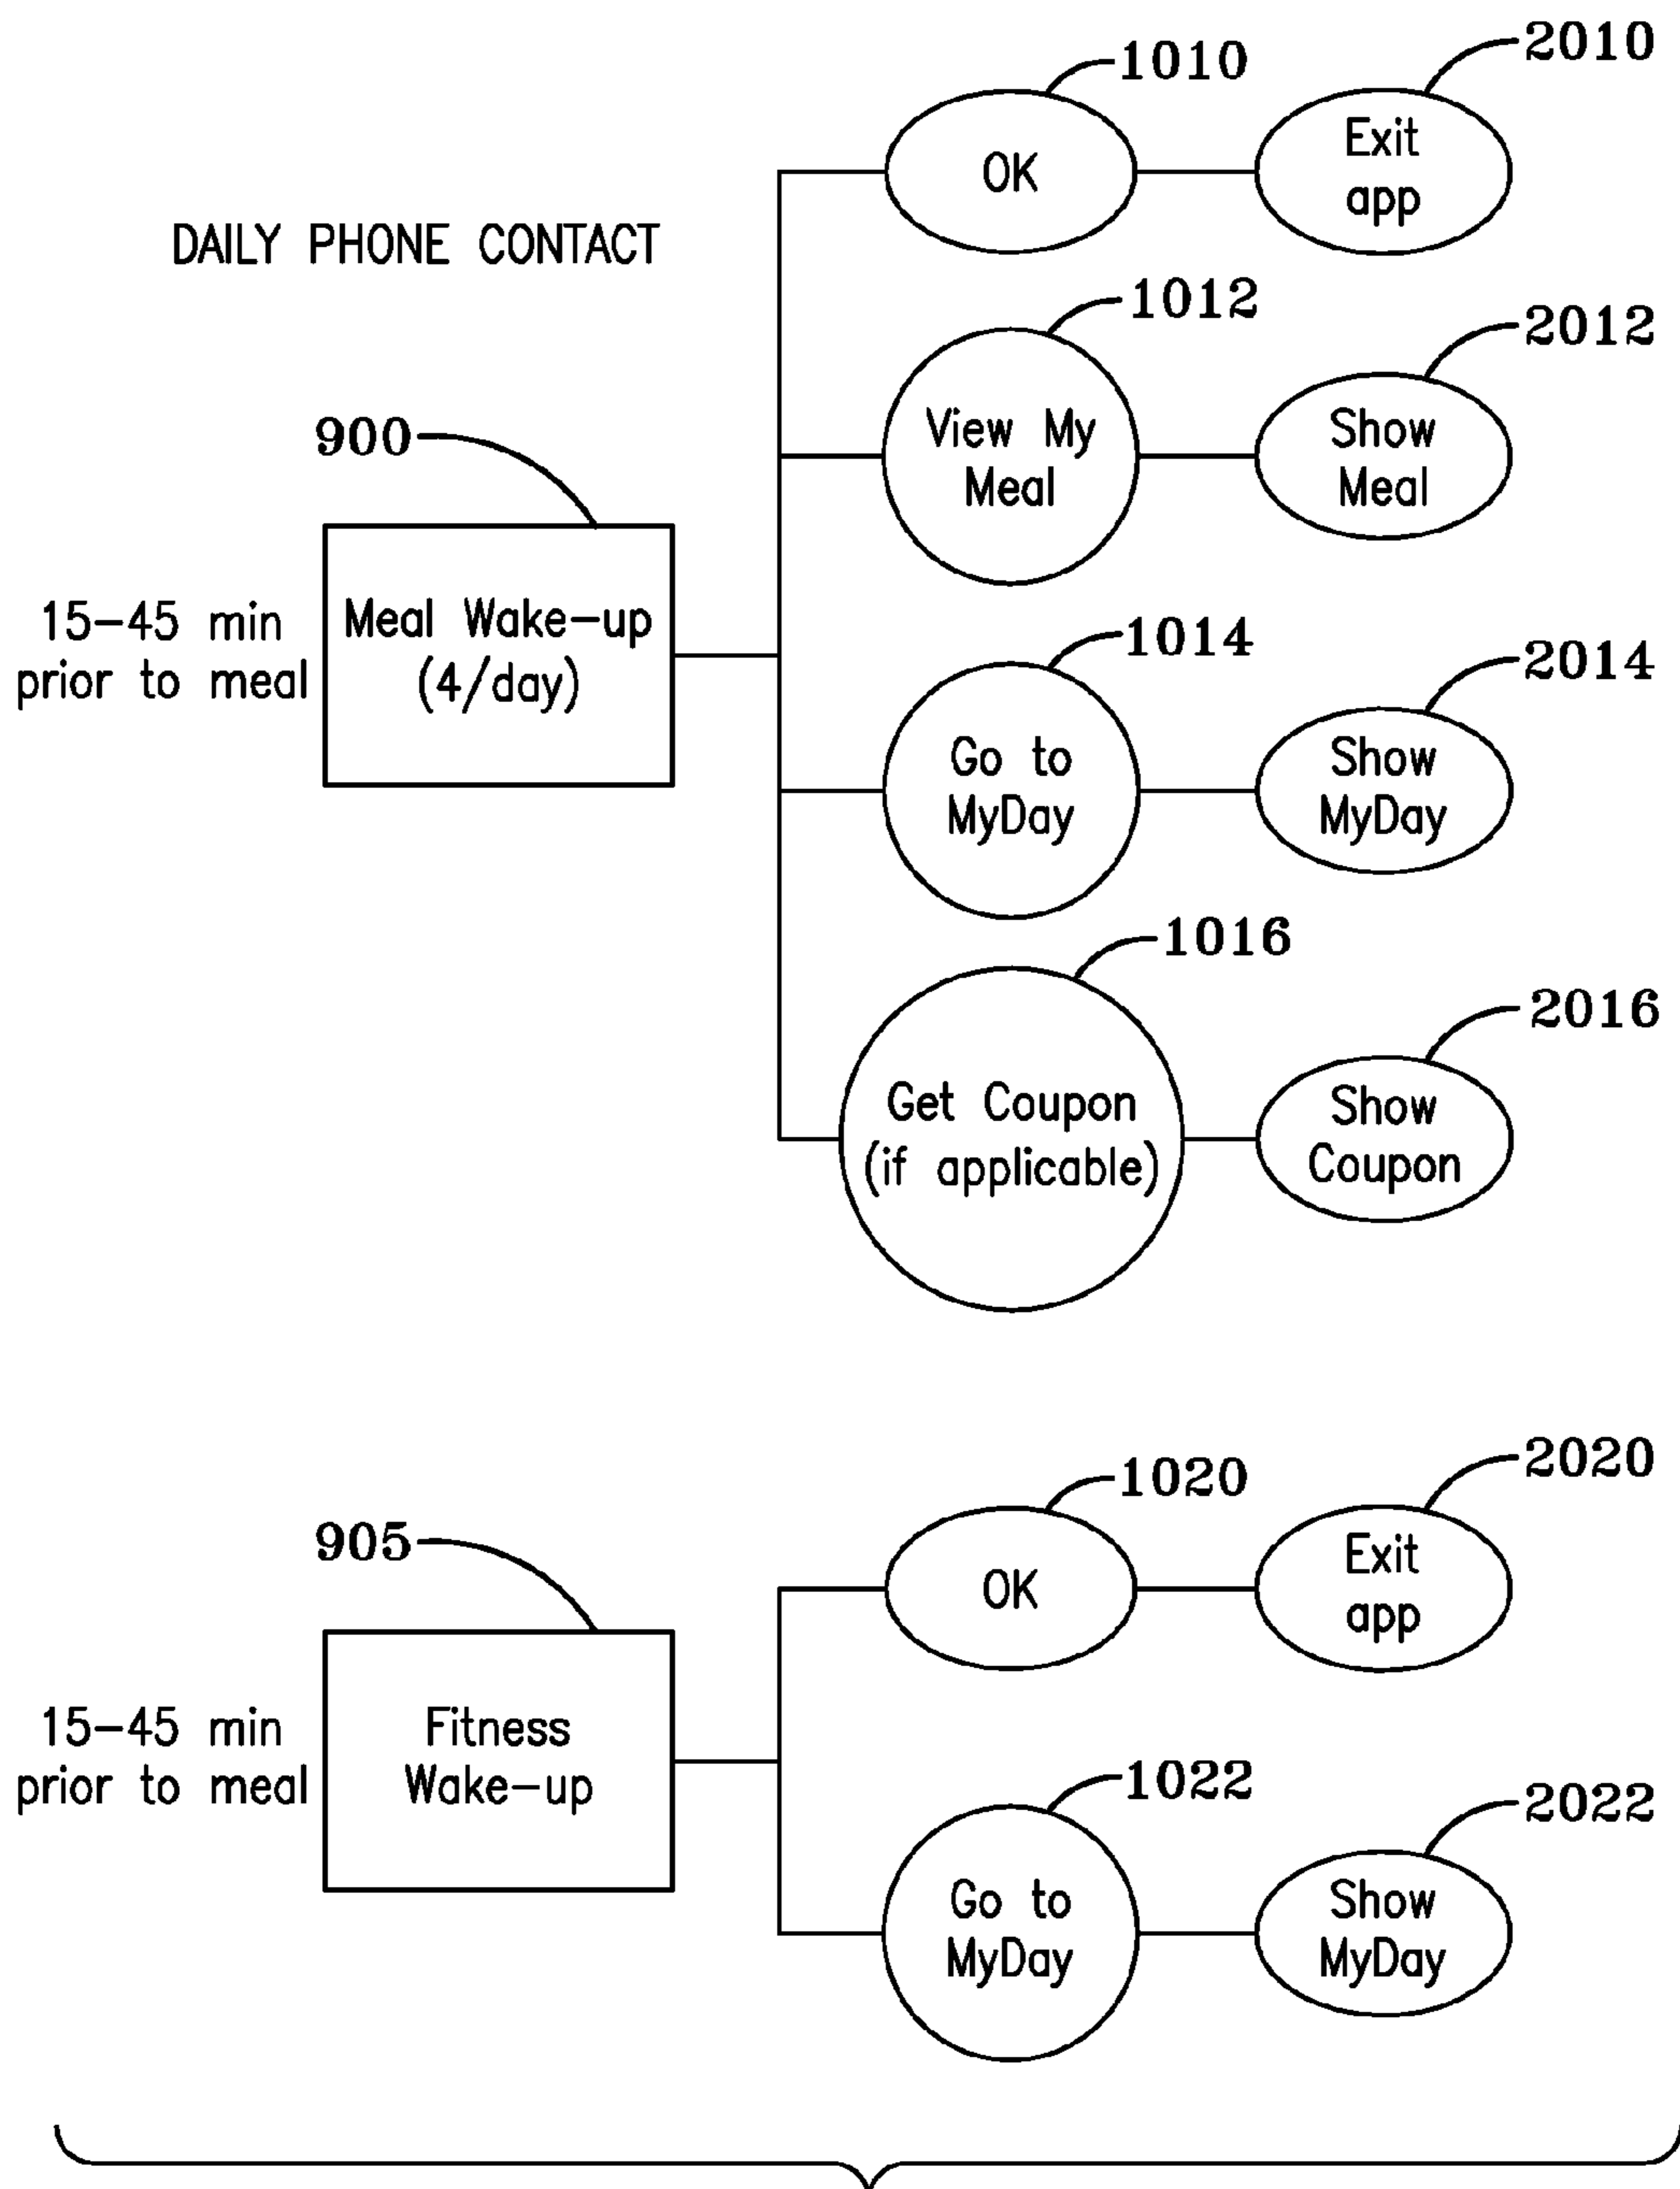 1010
2010
OK
Exit
app
DAILY PHONE CONTACT
1012
2012
View My
Meal
Show
Meal
900
15-45 min
prior to meal
Meal Wake-up
(4/day)
1014
2014
Go to
MyDay
Show
MyDay
1016
2016
Get Coupon
(if applicable)
Show
Coupon
1020
2020
OK
Exit
app
905
15-45 min
prior to meal
Fitness
Wake-up
1022
2022
Go to
MyDay
Show
MyDay